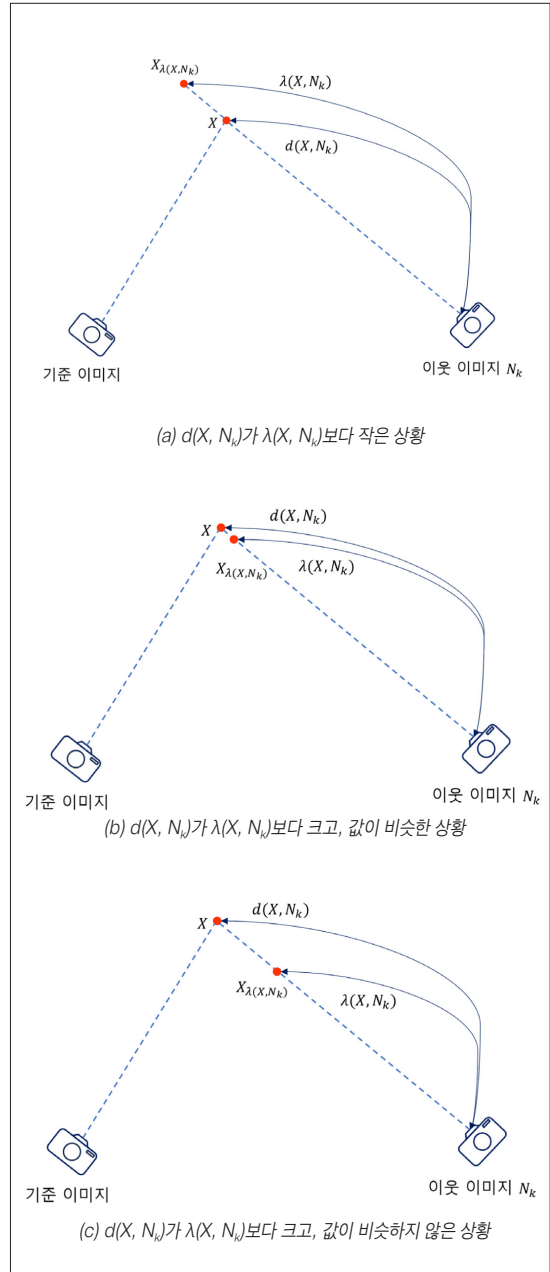 X_{λ(X,N_k)}
λ(X, N_k)
X
d(X, N_k)
기준 이미지
이웃 이미지 N_k
(a) d(X, N_k)가 λ(X, N_k)보다 작은 상황
d(X, N_k)
X
λ(X, N_k)
X_{λ(X,N_k)}
기준 이미지
이웃 이미지 N_k
(b) d(X, N_k)가 λ(X, N_k)보다 크고, 값이 비슷한 상황
d(X, N_k)
X
X_{λ(X,N_k)}
λ(X, N_k)
기준 이미지
이웃 이미지 N_k
(c) d(X, N_k)가 λ(X, N_k)보다 크고, 값이 비슷하지 않은 상황